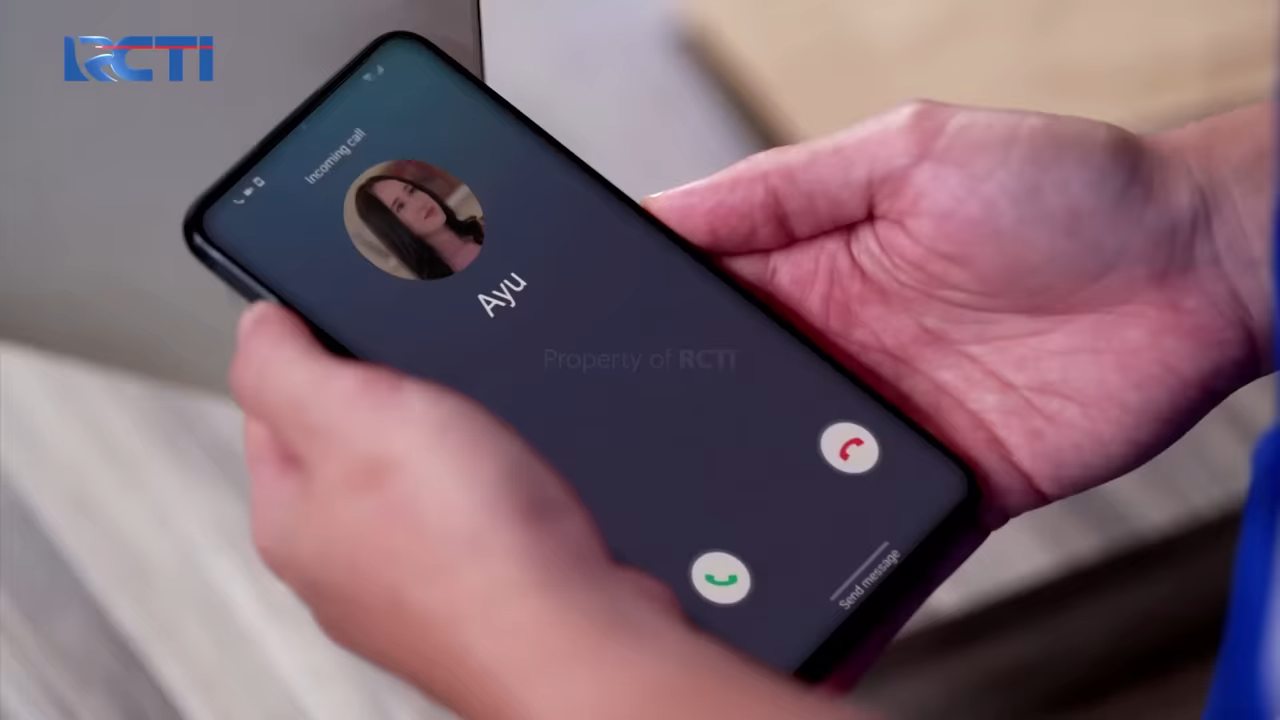 RCTI
Incoming call
Ayu
Property of RCTI
Send message